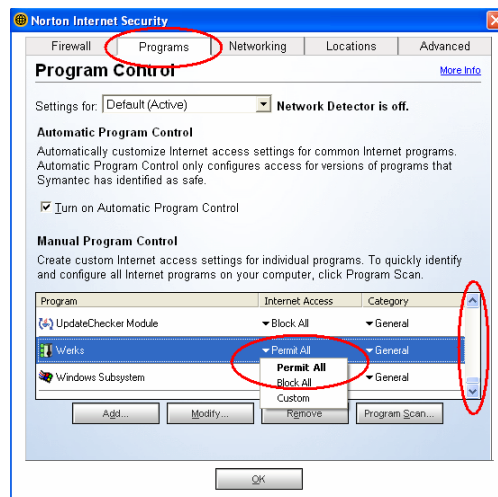 Norton Internet Security
Firewall Programs Networking Locations Advanced
Program Control More Info
Settings for: Default (Active) Network Detector is off.
Automatic Program Control
Automatically customize Internet access settings for common Internet programs.
Automatic Program Control only configures access for versions of programs that
Symantec has identified as safe.
Turn on Automatic Program Control
Manual Program Control
Create custom Internet access settings for individual programs. To quickly identify
and configure all Internet programs on your computer, click Program Scan.
Program Internet Access Category
UpdateChecker Module Block All General
Werks Permit All General
Permit All
Windows Subsystem Block All General
Custom
Add... Modify... Remove Program Scan...
OK